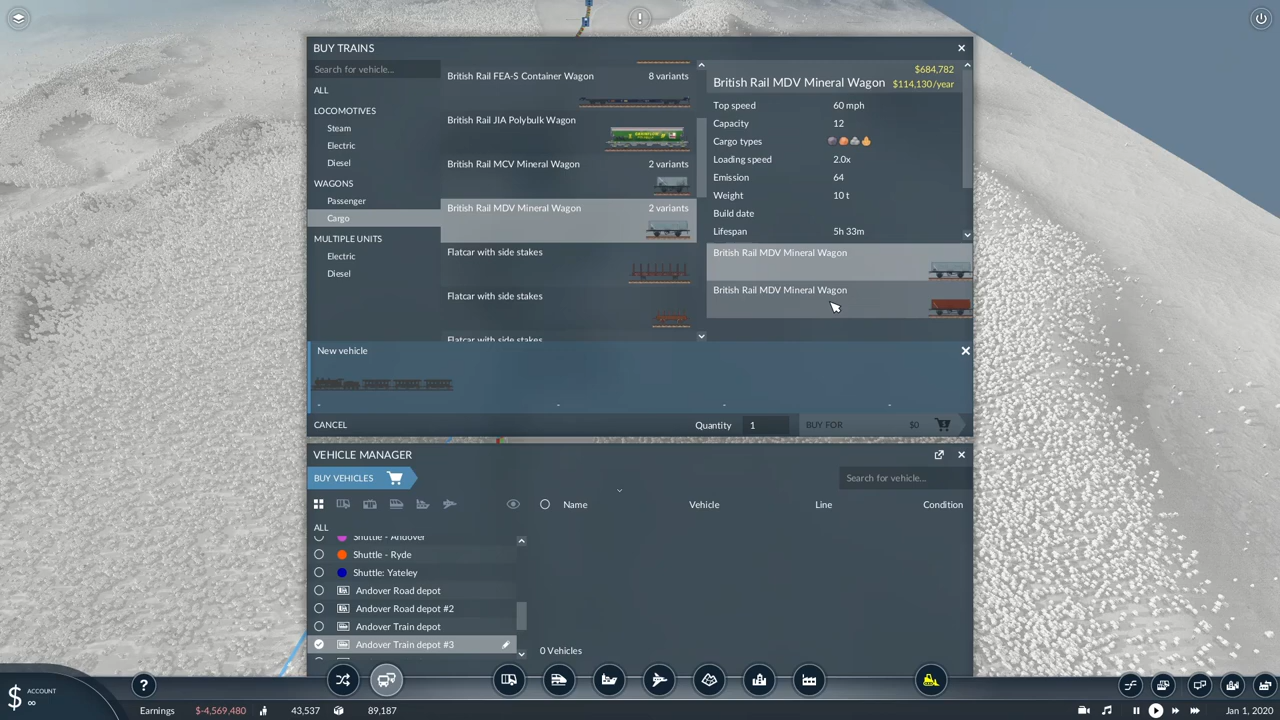 BUY TRAINS
Search for vehicle...
ALL
LOCOMOTIVES
Steam
Electric
Diesel
WAGONS
Passenger
Cargo
MULTIPLE UNITS
Electric
Diesel
British Rail FEA-S Container Wagon 8 variants
British Rail JIA Polybulk Wagon
British Rail MCV Mineral Wagon 2 variants
British Rail MDV Mineral Wagon 2 variants
Flatcar with side stakes
Flatcar with side stakes
Flatcar with side stakes
$684,782
British Rail MDV Mineral Wagon $114,130/year
Top speed 60 mph
Capacity 12
Cargo types
Loading speed 2.0x
Emission 64
Weight 10 t
Build date
Lifespan 5h 33m
British Rail MDV Mineral Wagon
British Rail MDV Mineral Wagon
New vehicle
- - - -
CANCEL Quantity 1 BUY FOR $0
VEHICLE MANAGER
BUY VEHICLES Search for vehicle...
Name Vehicle Line Condition
ALL
Shuttle - Andover
Shuttle - Ryde
Shuttle: Yateley
Andover Road depot
Andover Road depot #2
Andover Train depot
Andover Train depot #3
0 Vehicles
$ ACCOUNT
∞
?
Earnings $-4,569,480 43,537 89,187 Jan 1, 2020